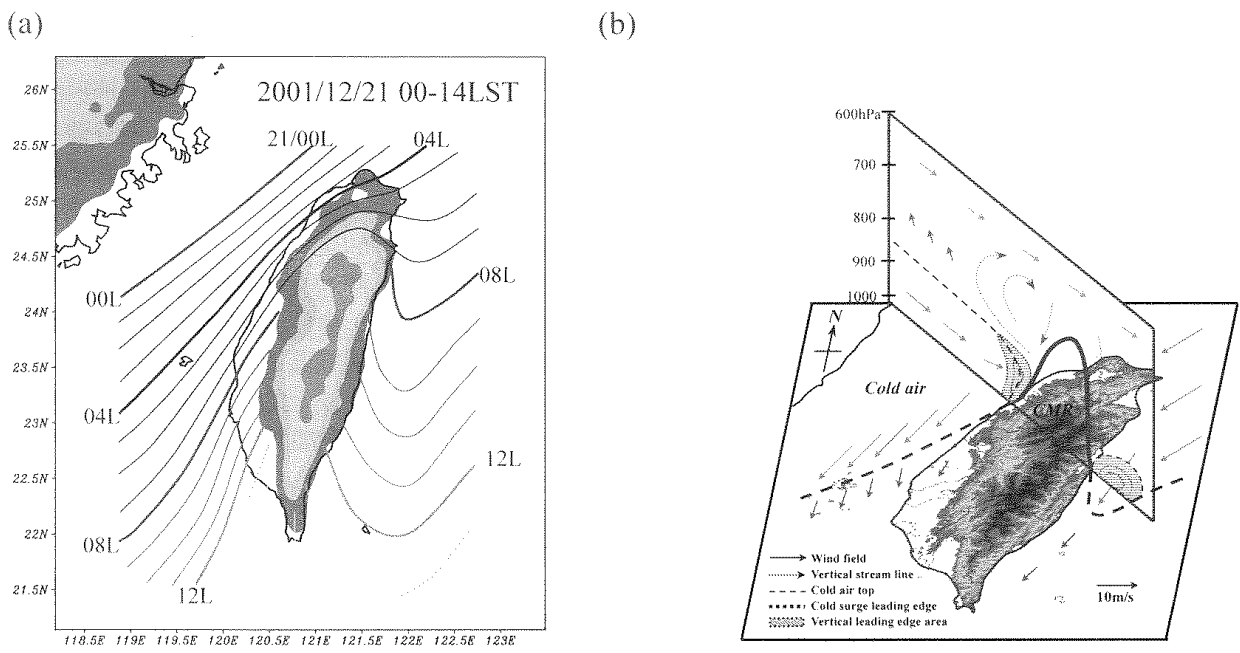 (a)
(b)
2001/12/21 00-14LST
21/00L
04L
08L
12L
00L
04L
08L
12L
26N
25.5N
25N
24.5N
24N
23.5N
23N
22.5N
22N
21.5N
118.5E 119E 119.5E 120E 120.5E 121E 121.5E 122E 122.5E 123E
600hPa
700
800
900
1000
N
Cold air
CMR
Wind field
Vertical stream line
Cold air top
Cold surge leading edge
Vertical leading edge area
10m/s